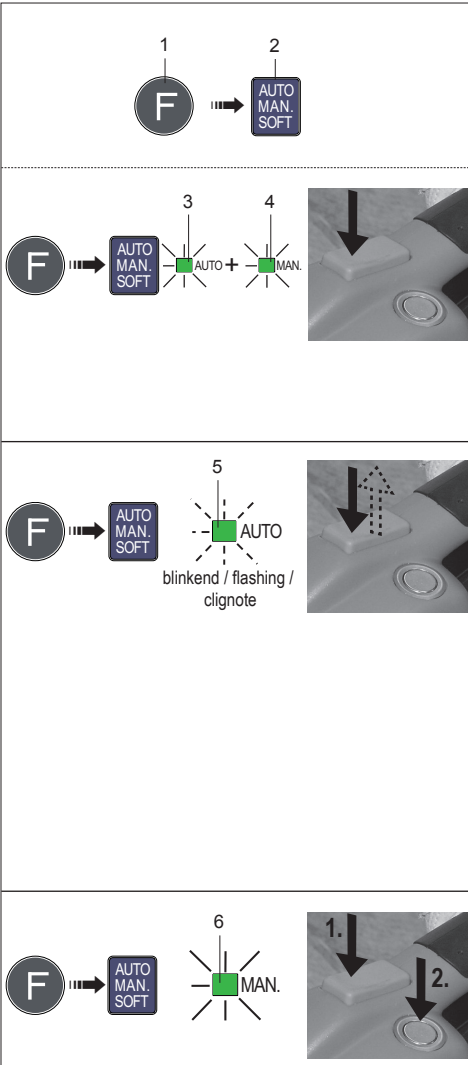 1 2
F AUTO
MAN.
SOFT
3 4
F AUTO
MAN.
SOFT AUTO + MAN.
5
F AUTO
MAN.
SOFT AUTO
blinkend / flashing /
clignote
6
F AUTO
MAN.
SOFT MAN.
1.
2.